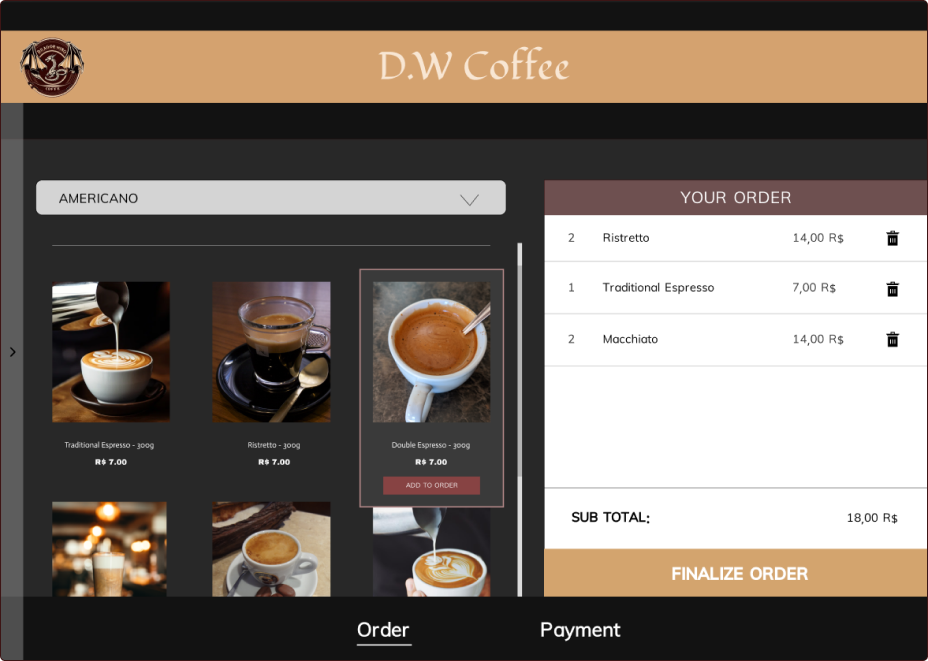 D.W Coffee
AMERICANO
YOUR ORDER
2 Ristretto 14,00 R$
1 Traditional Espresso 7,00 R$
2 Macchiato 14,00 R$
Traditional Espresso - 300g
R$ 7.00
Ristretto - 300g
R$ 7.00
Double Espresso - 300g
R$ 7.00
ADD TO ORDER
SUB TOTAL: 18,00 R$
FINALIZE ORDER
Order
Payment